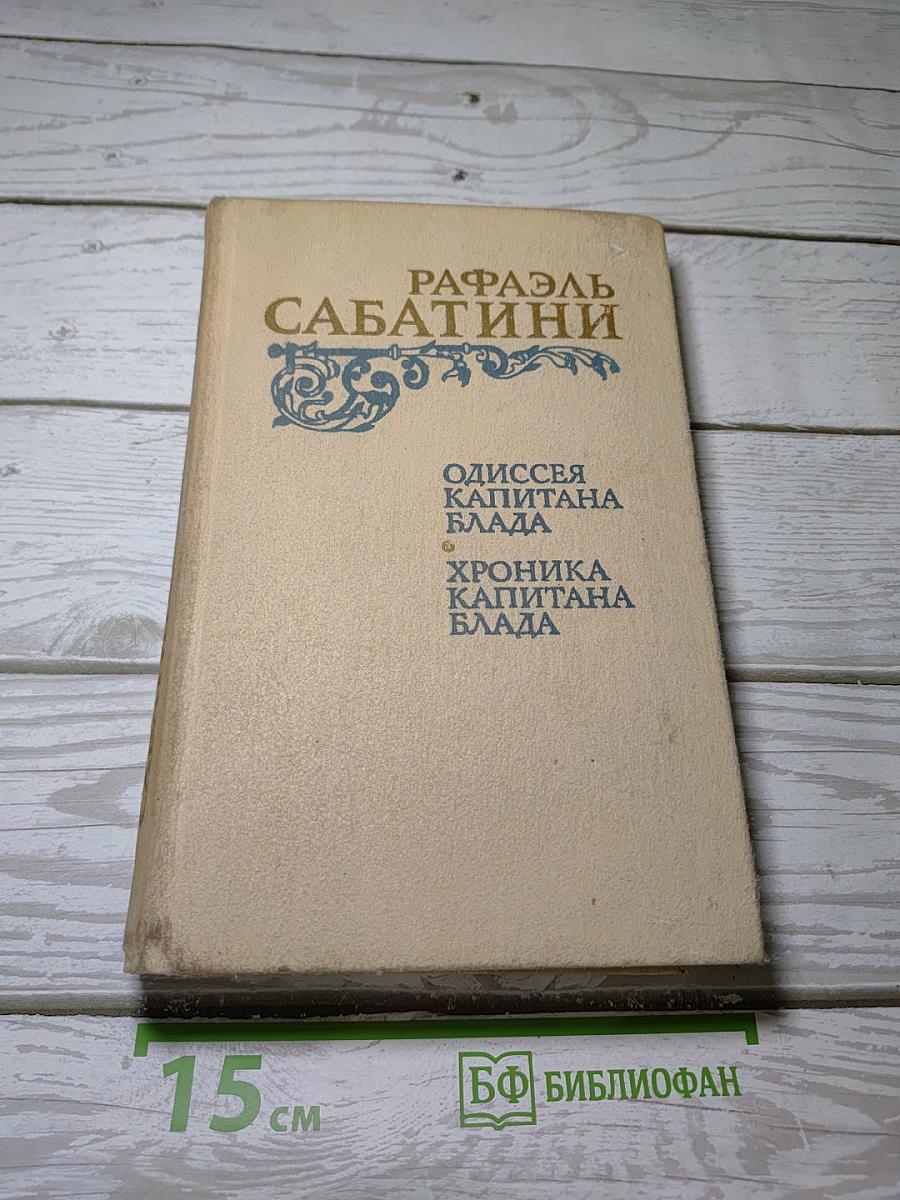 РАФАЭЛЬ
САБАТИНИ
ОДИССЕЯ
КАПИТАНА
БЛАДА
ХРОНИКА
КАПИТАНА
БЛАДА
15 СМ
БФ БИБЛИОФАН